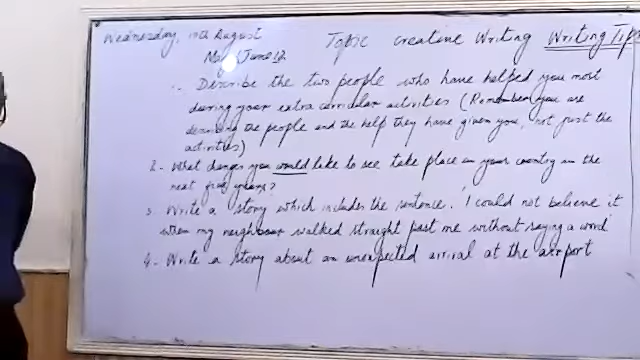 Wednesday, 19th August Topic creative Writing Writing Tips
May/June 12
1. Describe the two people who have helped you most
during your extra curricular activities (Remember you are
describing the people and the help they have given you, not just the
activities)
2. What changes you would like to see take place in your country in the
next five years?
3. Write a story which includes the sentence. 'I could not believe it
when my neighbour walked straight past me without saying a word
4. Write a story about an unexpected arrival at the airport